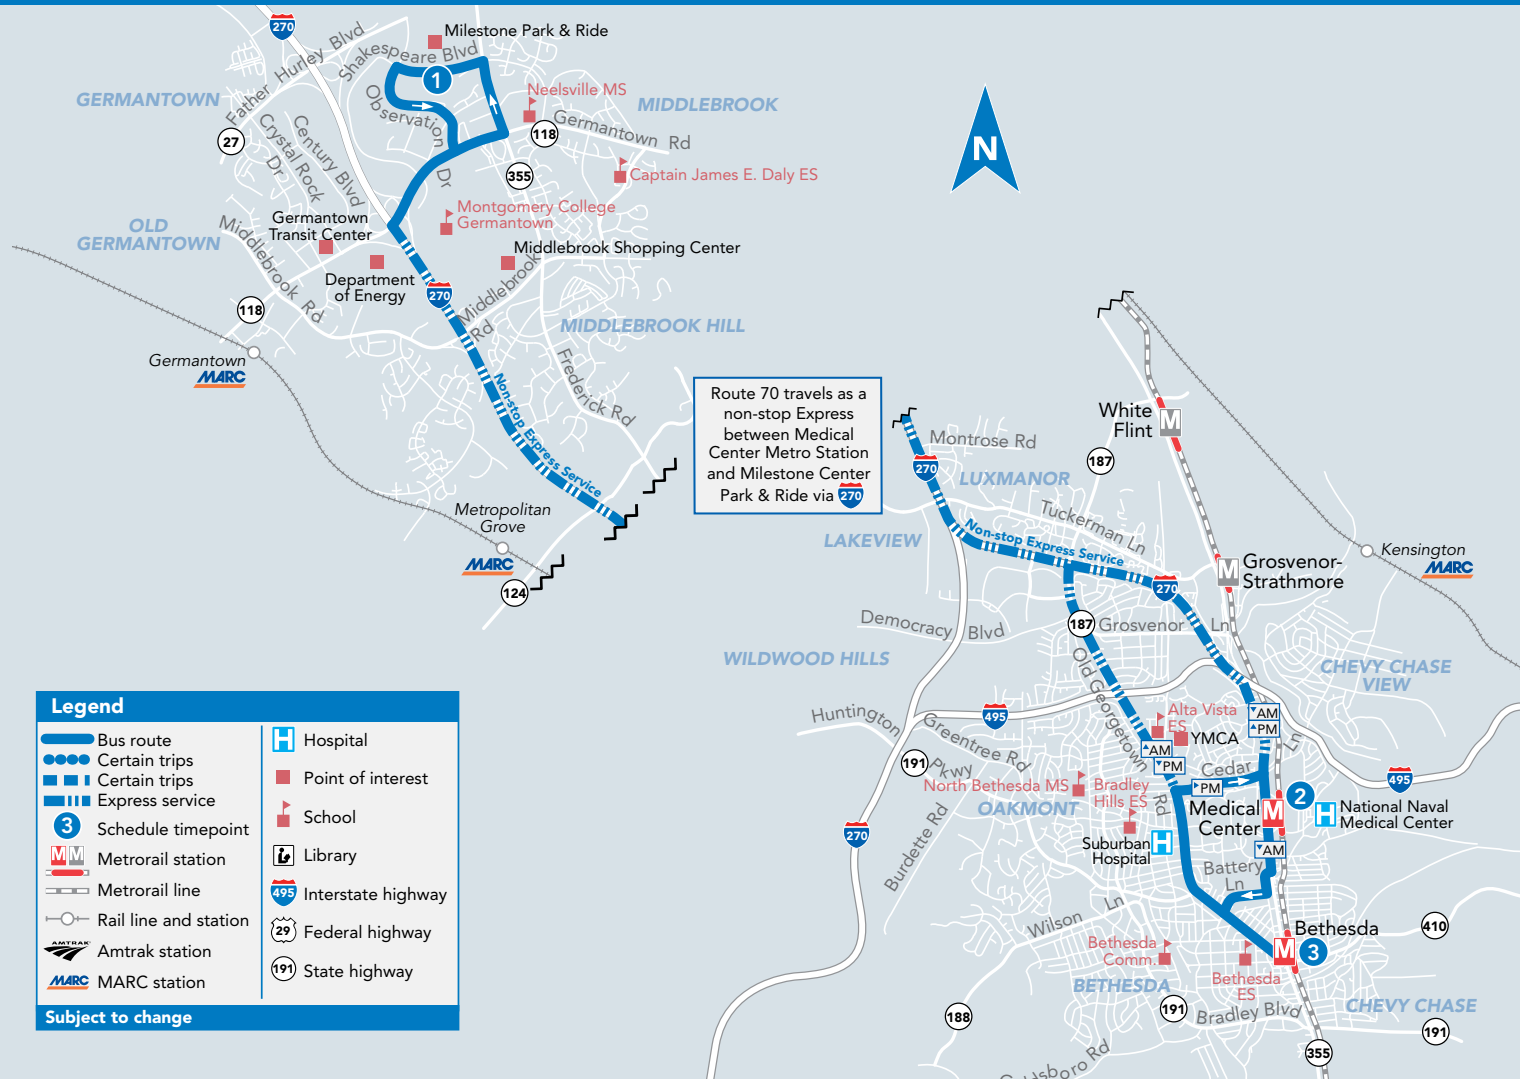 270
Milestone Park & Ride
Father Hurley Blvd
Shakespeare Blvd
1
GERMANTOWN
Observation Dr
Neelsville MS
MIDDLEBROOK
27
Crystal Rock Dr
Century Blvd
118
Germantown Rd
N
355
Captain James E. Daly ES
Montgomery College
Germantown
OLD
GERMANTOWN
Germantown
Transit Center
Middlebrook Rd
Middlebrook Shopping Center
Department
of Energy
270
Middlebrook
Rd
118
MIDDLEBROOK HILL
Germantown
MARC
Frederick Rd
Non-stop Express Service
Metropolitan
Grove
MARC
124
Route 70 travels as a
non-stop Express
between Medical
Center Metro Station
and Milestone Center
Park & Ride via 270
Montrose Rd
White
Flint
M
187
270
LUXMANOR
Tuckerman Ln
LAKEVIEW
Non-stop Express Service
Grosvenor-
Strathmore
M
Kensington
MARC
270
Democracy Blvd
187
Grosvenor Ln
WILDWOOD HILLS
CHEVY CHASE
VIEW
Old Georgetown
Rd
Huntington
Pkwy
495
Greentree Rd
Alta Vista
ES
AM
PM
YMCA
AM
PM
Ln
191
Cedar
North Bethesda MS
Bradley
Hills ES
PM
495
OAKMONT
Medical
Center
M
2
H
National Naval
Medical Center
270
Burdette Rd
Suburban
Hospital
H
AM
Battery
Ln
Wilson Ln
Bethesda
M
3
410
Bethesda
Comm.
Bethesda
ES
BETHESDA
188
191
Bradley Blvd
CHEVY CHASE
191
355
Legend
Bus route
Certain trips
Certain trips
Express service
3
Schedule timepoint
M M
Metrorail station
Metrorail line
Rail line and station
AMTRAK
Amtrak station
MARC
MARC station
H
Hospital
Point of interest
School
Library
495
Interstate highway
29
Federal highway
191
State highway
Subject to change